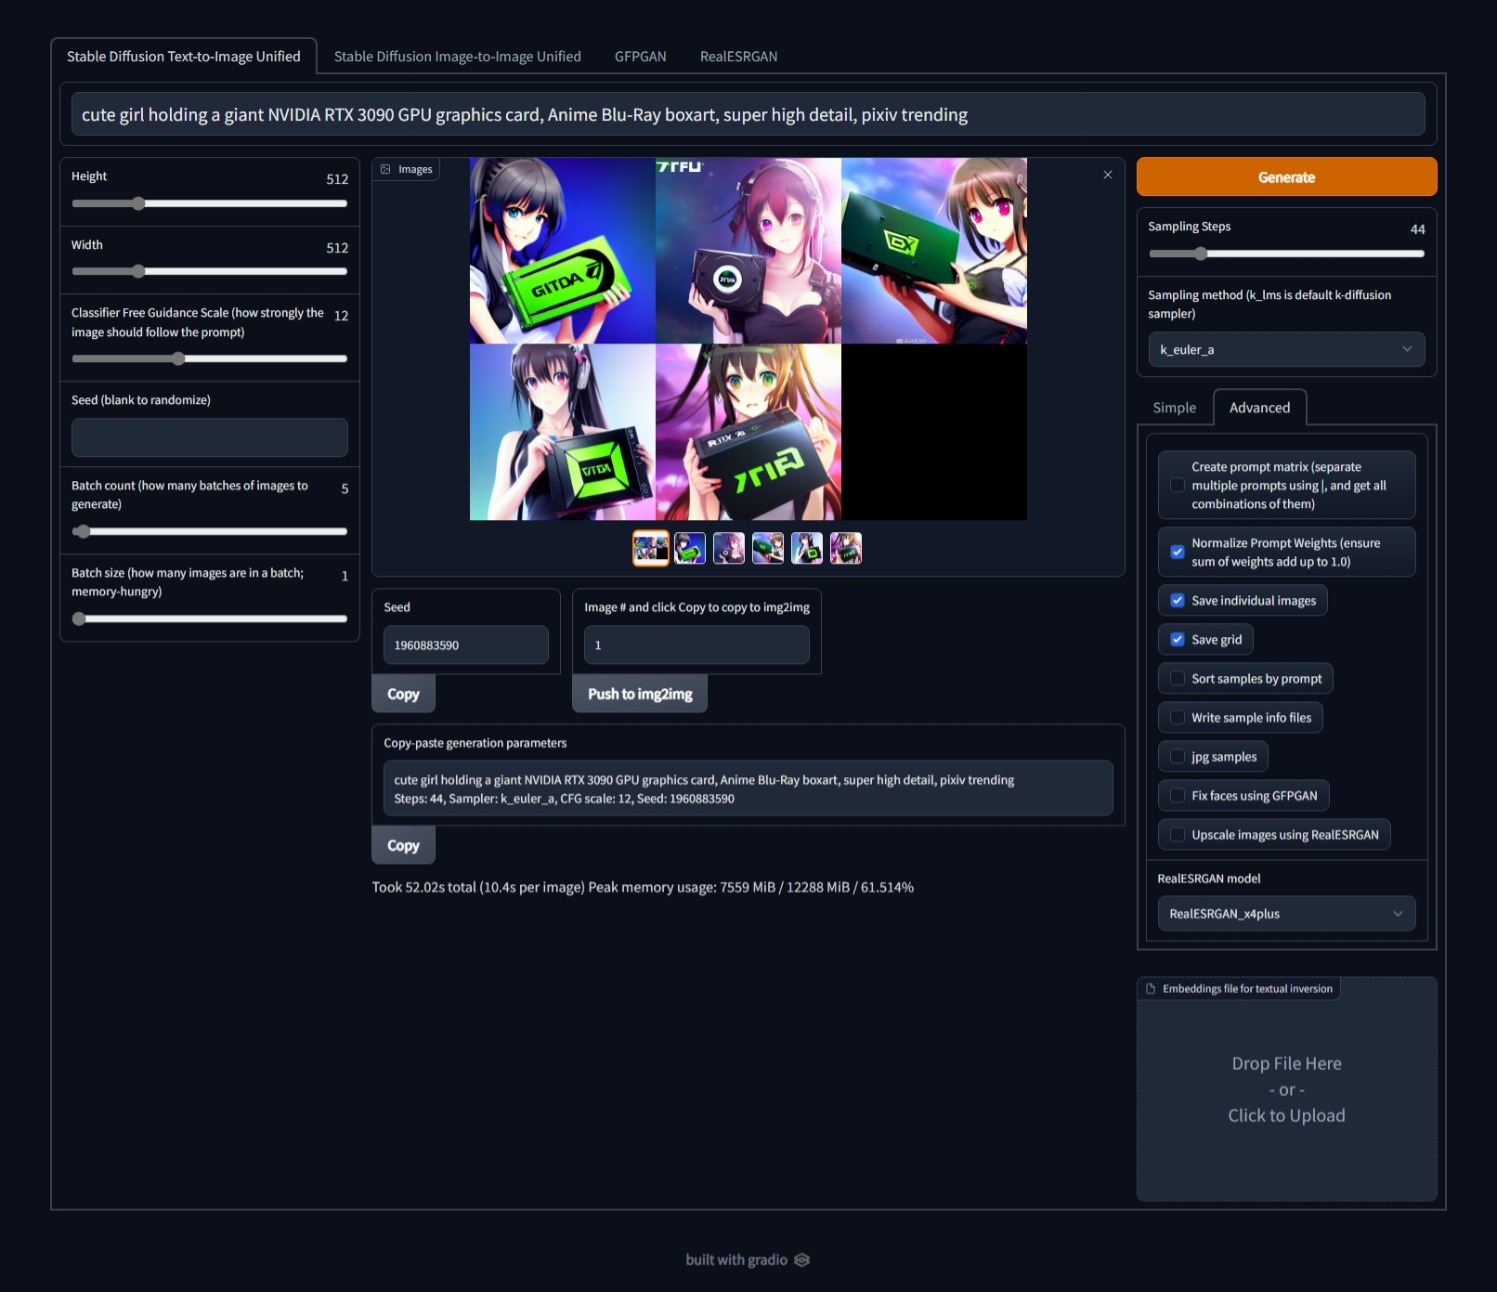 Stable Diffusion Text-to-Image Unified
Stable Diffusion Image-to-Image Unified
GFPGAN
RealESRGAN
cute girl holding a giant NVIDIA RTX 3090 GPU graphics card, Anime Blu-Ray boxart, super high detail, pixiv trending
Height
512
Width
512
Classifier Free Guidance Scale (how strongly the
image should follow the prompt)
12
Seed (blank to randomize)
Batch count (how many batches of images to
generate)
5
Batch size (how many images are in a batch;
memory-hungry)
1
Images
GITDA
VITDX
Seed
1960883590
Copy
Image # and click Copy to copy to img2img
1
Push to img2img
Copy-paste generation parameters
cute girl holding a giant NVIDIA RTX 3090 GPU graphics card, Anime Blu-Ray boxart, super high detail, pixiv trending
Steps: 44, Sampler: k_euler_a, CFG scale: 12, Seed: 1960883590
Copy
Took 52.02s total (10.4s per image) Peak memory usage: 7559 MiB / 12288 MiB / 61.514%
Generate
Sampling Steps
44
Sampling method (k_lms is default k-diffusion
sampler)
k_euler_a
Simple
Advanced
Create prompt matrix (separate
multiple prompts using |, and get all
combinations of them)
Normalize Prompt Weights (ensure
sum of weights add up to 1.0)
Save individual images
Save grid
Sort samples by prompt
Write sample info files
jpg samples
Fix faces using GFPGAN
Upscale images using RealESRGAN
RealESRGAN model
RealESRGAN_x4plus
Embeddings file for textual inversion
Drop File Here
- or -
Click to Upload
built with gradio